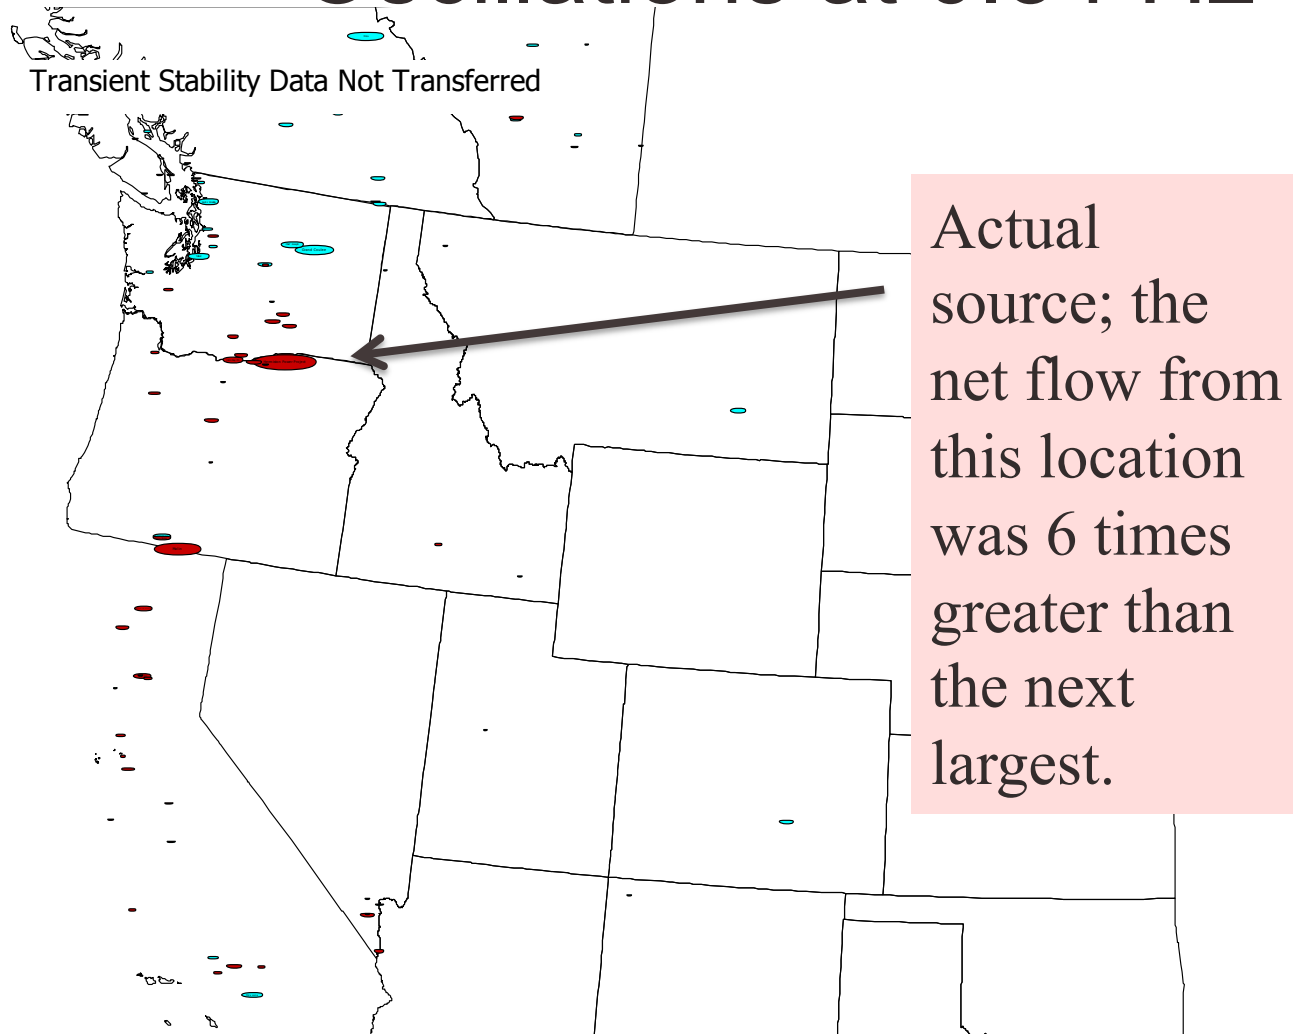 Transient Stability Data Not Transferred
Actual
source; the
net flow from
this location
was 6 times
greater than
the next
largest.